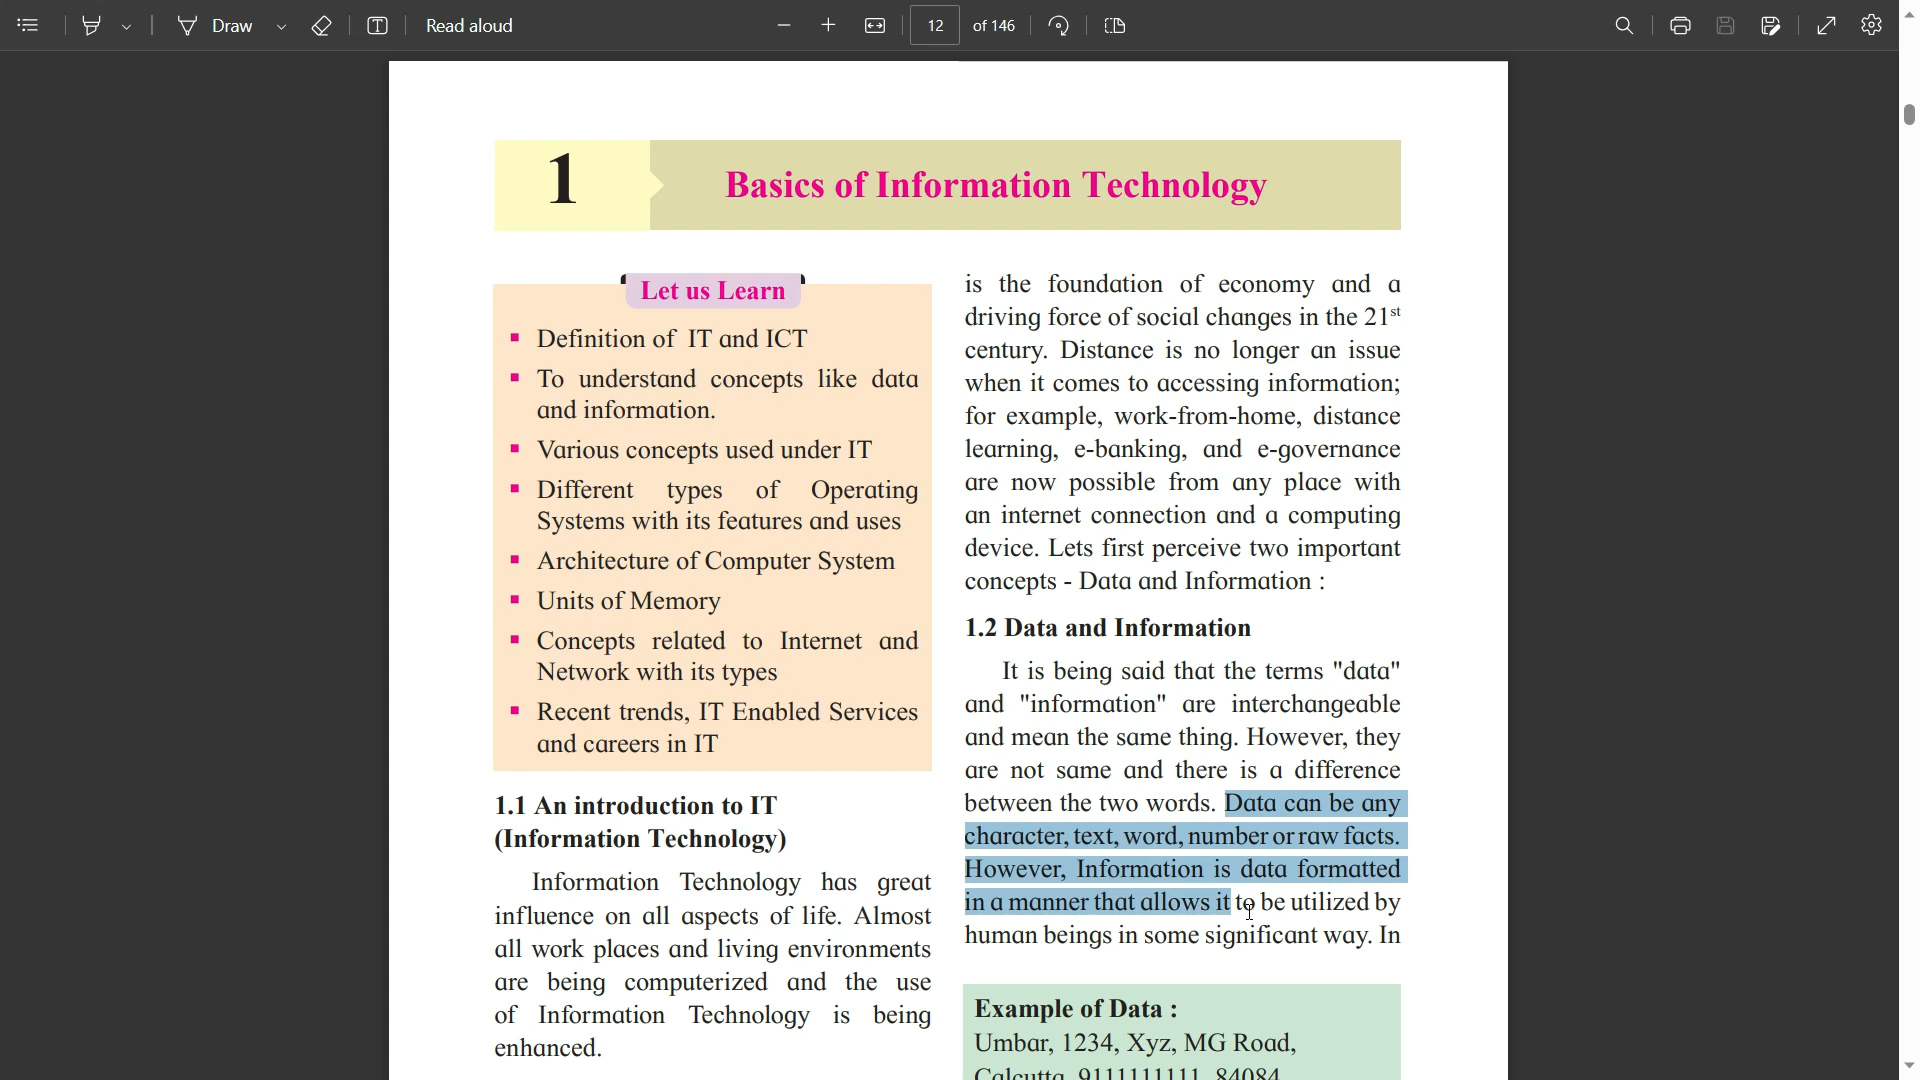 Draw
Read aloud
12 of 146
1
Basics of Information Technology
Let us Learn
Definition of IT and ICT
To understand concepts like data
and information.
Various concepts used under IT
Different types of Operating
Systems with its features and uses
Architecture of Computer System
Units of Memory
Concepts related to Internet and
Network with its types
Recent trends, IT Enabled Services
and careers in IT
1.1 An introduction to IT
(Information Technology)
Information Technology has great
influence on all aspects of life. Almost
all work places and living environments
are being computerized and the use
of Information Technology is being
enhanced.
is the foundation of economy and a
driving force of social changes in the 21st
century. Distance is no longer an issue
when it comes to accessing information;
for example, work-from-home, distance
learning, e-banking, and e-governance
are now possible from any place with
an internet connection and a computing
device. Lets first perceive two important
concepts - Data and Information :
1.2 Data and Information
It is being said that the terms "data"
and "information" are interchangeable
and mean the same thing. However, they
are not same and there is a difference
between the two words. Data can be any
character, text, word, number or raw facts.
However, Information is data formatted
in a manner that allows it to be utilized by
human beings in some significant way. In
Example of Data :
Umbar, 1234, Xyz, MG Road,
Calcutta, 9111111111, 84084